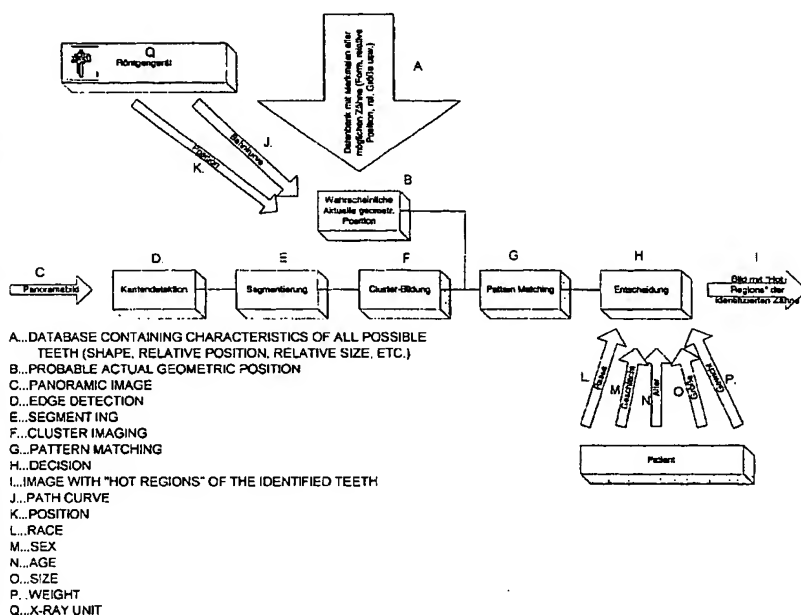 Q
Röntgengerät
A
Datenbank mit Merkmalen aller
möglichen Zähne (Form, relative
Position, rel. Größe usw.)
J.
Bahnkurve
K.
Position
B
Wahrscheinliche
Aktuelle geometr.
Position
C
Panoramabild
D.
Kantendetektion
E
Segmentierung
F
Cluster-Bildung
G
Pattern Matching
H
Entscheidung
I
Bild mit "Hot
Regions" der
identifizierten Zähne
L
Rasse
M
Geschlecht
N
Alter
O
Größe
P.
Gewicht
Patient
A...DATABASE CONTAINING CHARACTERISTICS OF ALL POSSIBLE
TEETH (SHAPE, RELATIVE POSITION, RELATIVE SIZE, ETC.)
B...PROBABLE ACTUAL GEOMETRIC POSITION
C...PANORAMIC IMAGE
D...EDGE DETECTION
E...SEGMENT ING
F...CLUSTER IMAGING
G...PATTERN MATCHING
H...DECISION
I...IMAGE WITH "HOT REGIONS" OF THE IDENTIFIED TEETH
J...PATH CURVE
K...POSITION
L...RACE
M...SEX
N...AGE
O...SIZE
P. . WEIGHT
Q...X-RAY UNIT